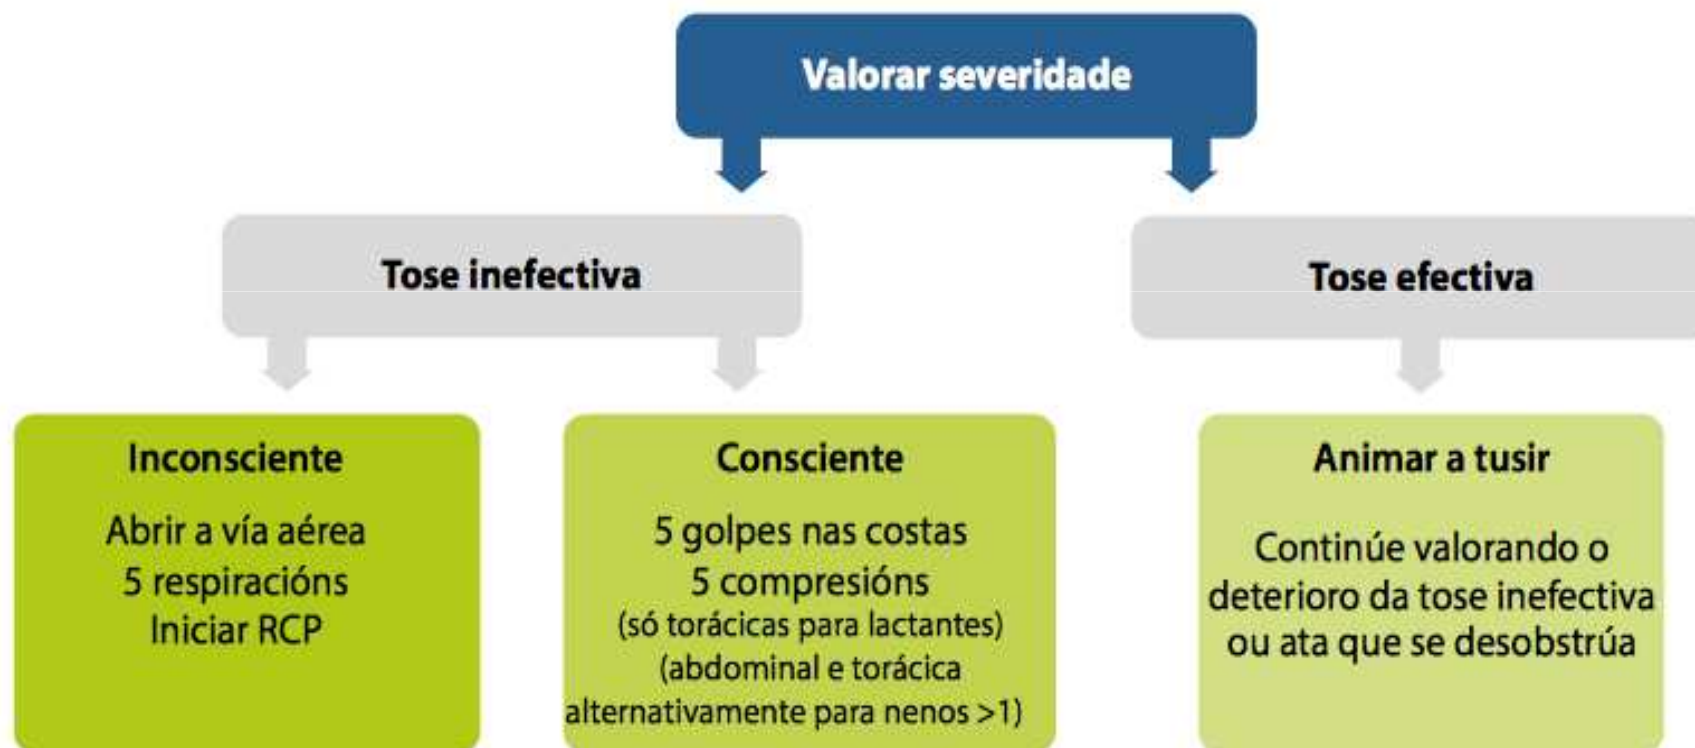 Valorar severidade
Tose inefectiva
Tose efectiva
Inconsciente
Abrir a vía aérea
5 respiracións
Iniciar RCP
Consciente
5 golpes nas costas
5 compresións
(só torácicas para lactantes)
(abdominal e torácica
alternativamente para nenos >1)
Animar a tusir
Continúe valorando o
deterioro da tose inefectiva
ou ata que se desobstrúa